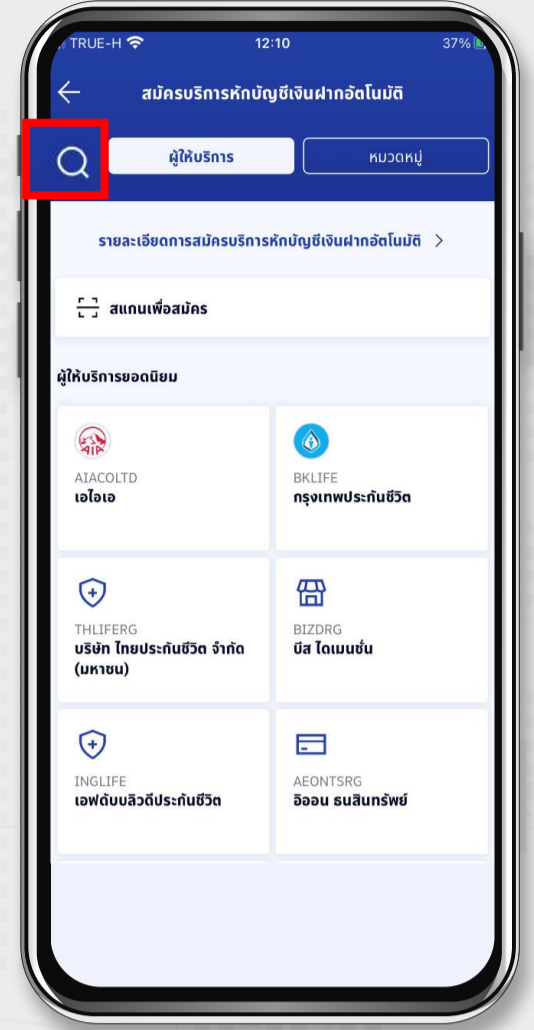 TRUE-H 12:10 37%
สมัครบริการหักบัญชีเงินฝากอัตโนมัติ
ผู้ให้บริการ หมวดหมู่
รายละเอียดการสมัครบริการหักบัญชีเงินฝากอัตโนมัติ >
สแกนเพื่อสมัคร
ผู้ให้บริการยอดนิยม
AIA
AIACOLTD
เอไอเอ
BKLIFE
กรุงเทพประกันชีวิต
THLIFERG
บริษัท ไทยประกันชีวิต จำกัด
(มหาชน)
BIZDRG
บีส ไดเมนชั่น
INGLIFE
เอฟดับบลิวดีประกันชีวิต
AEONTSRG
อิออน ธนสินทรัพย์